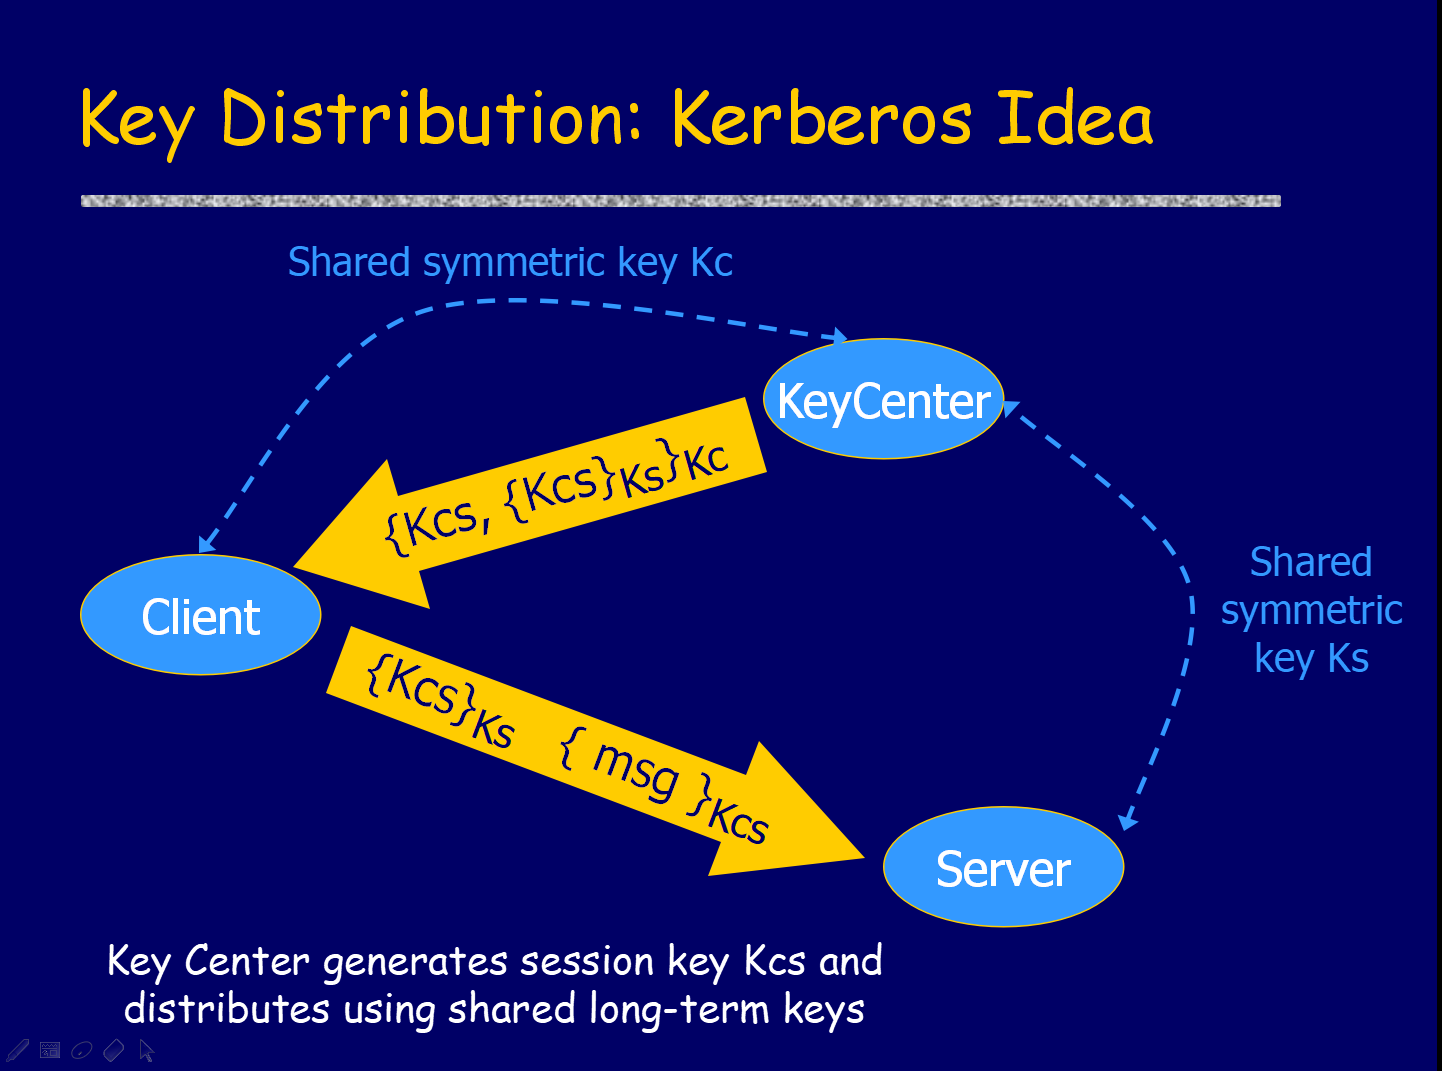 Key Distribution: Kerberos Idea
Shared symmetric key Kc
KeyCenter
{Kcs, {Kcs}Ks}Kc
Client
Shared
symmetric
key Ks
{Kcs}Ks { msg }Kcs
Server
Key Center generates session key Kcs and
distributes using shared long-term keys